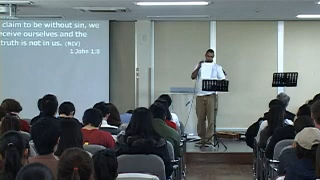 claim to be without sin, we
eceive ourselves and the
truth is not in us. (NIV)
1 John 1:8